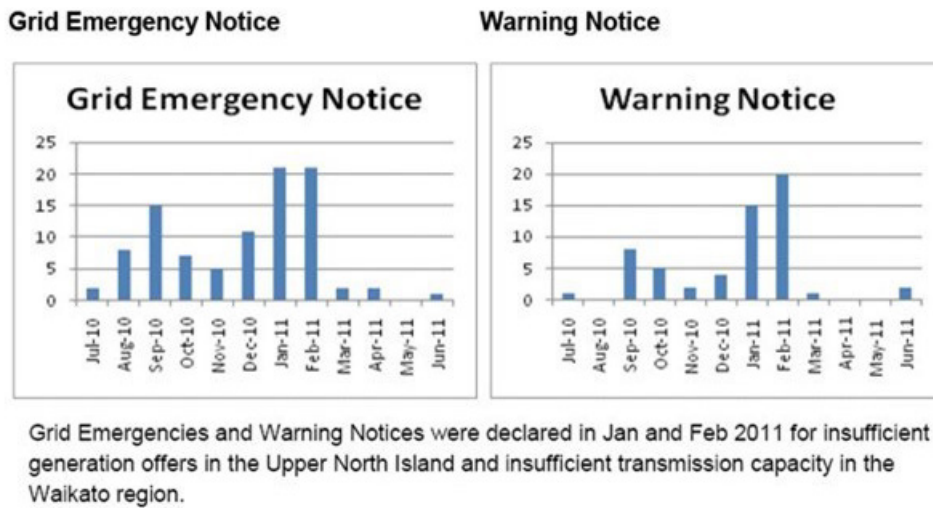 Grid Emergency Notice
Warning Notice
Grid Emergency Notice
25
20
15
10
5
0
Jul-10
Aug-10
Sep-10
Oct-10
Nov-10
Dec-10
Jan-11
Feb-11
Mar-11
Apr-11
May-11
Jun-11
Warning Notice
25
20
15
10
5
0
Jul-10
Aug-10
Sep-10
Oct-10
Nov-10
Dec-10
Jan-11
Feb-11
Mar-11
Apr-11
May-11
Jun-11
Grid Emergencies and Warning Notices were declared in Jan and Feb 2011 for insufficient
generation offers in the Upper North Island and insufficient transmission capacity in the
Waikato region.